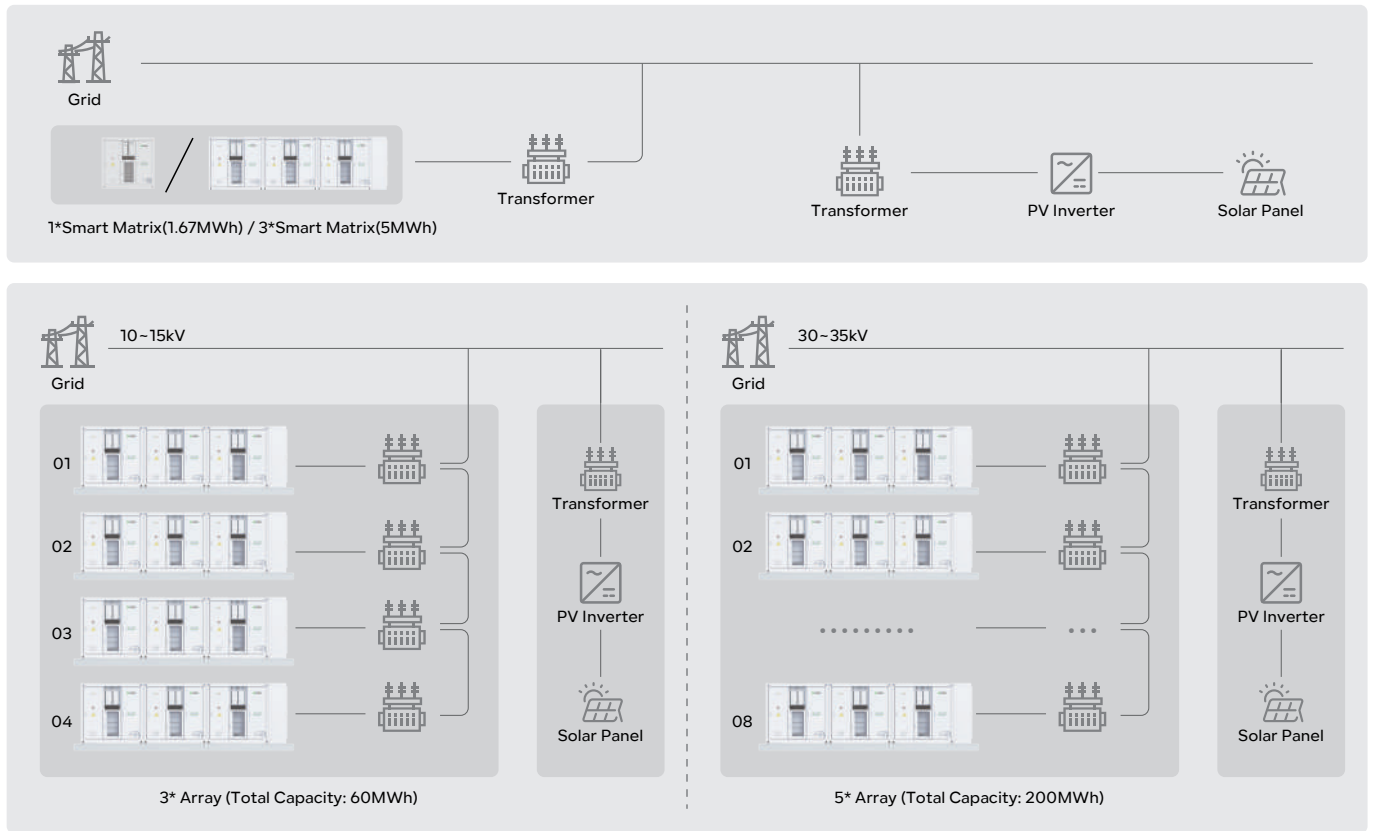 Grid
Transformer
Transformer
PV Inverter
Solar Panel
1*Smart Matrix(1.67MWh) / 3*Smart Matrix(5MWh)
10~15kV
Grid
01
02
03
04
Transformer
PV Inverter
Solar Panel
3* Array (Total Capacity: 60MWh)
30~35kV
Grid
01
02
08
Transformer
PV Inverter
Solar Panel
5* Array (Total Capacity: 200MWh)